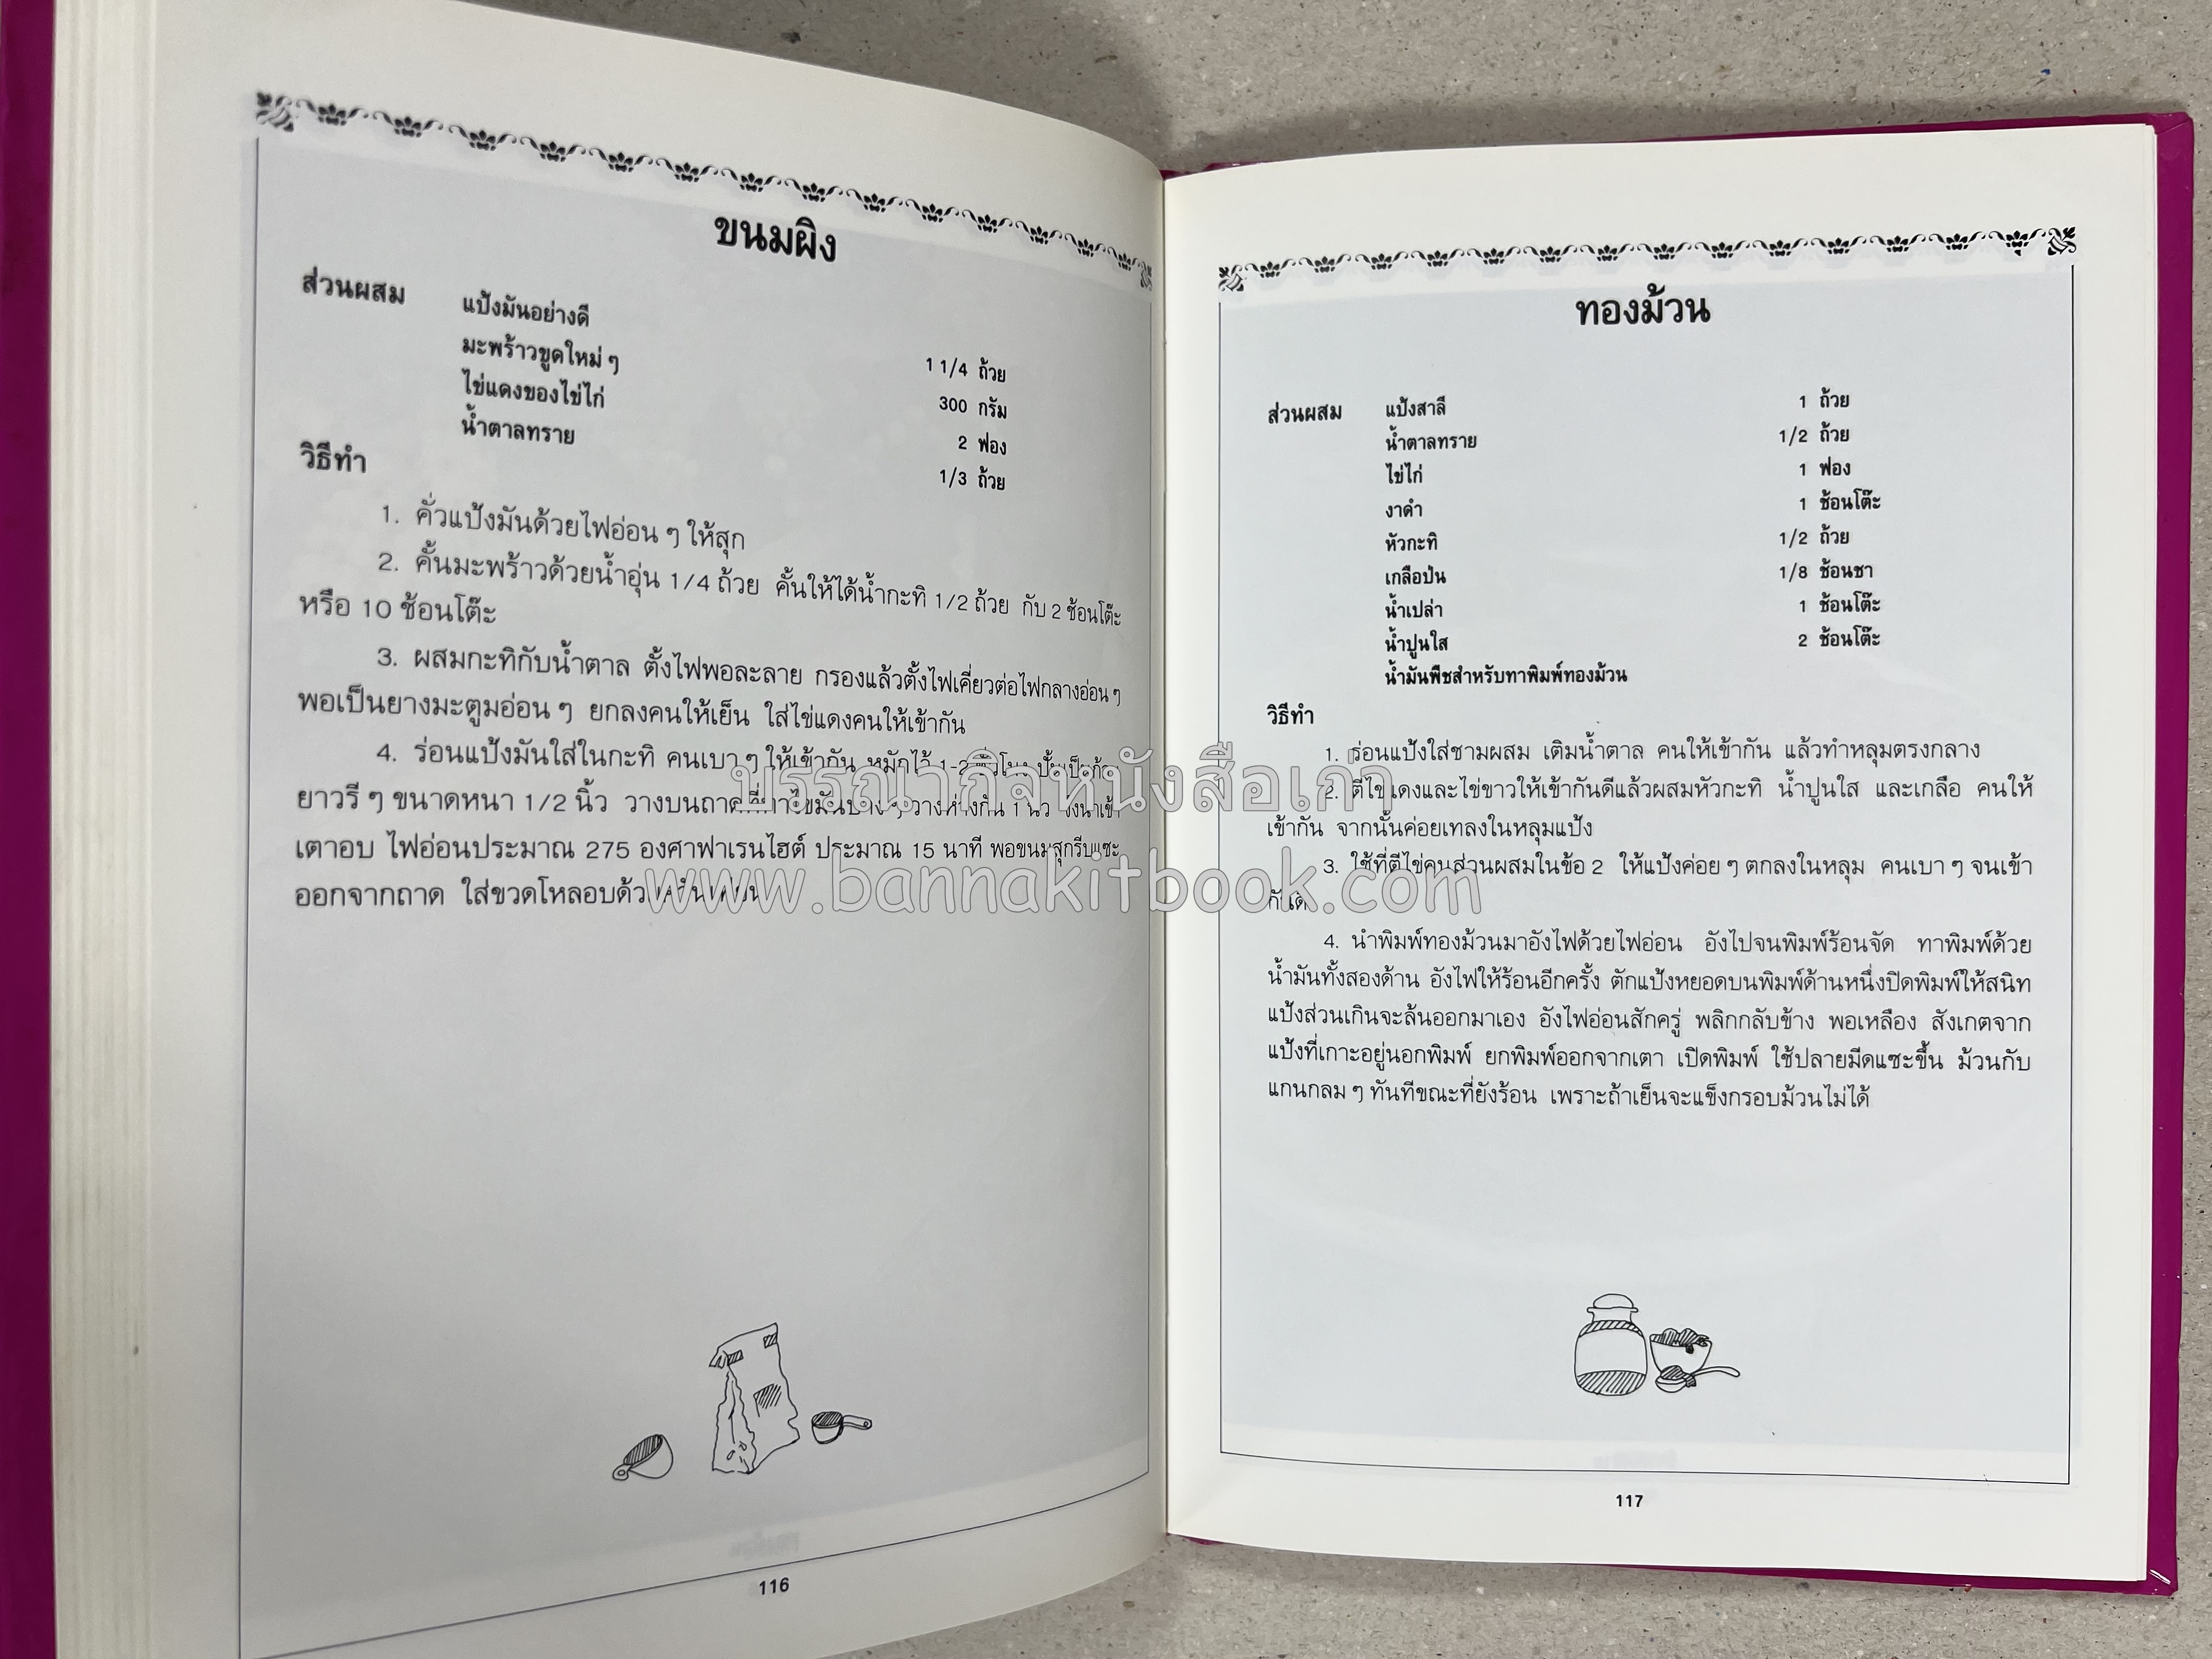 ขนมผิง
ส่วนผสม แป้งมันอย่างดี 1 1/4 ถ้วย
มะพร้าวขูดใหม่ ๆ 300 กรัม
ไข่แดงของไข่ไก่ 2 ฟอง
น้ำตาลทราย 1/3 ถ้วย
วิธีทำ
1. คั่วแป้งมันด้วยไฟอ่อน ๆ ให้สุก
2. คั้นมะพร้าวด้วยน้ำอุ่น 1/4 ถ้วย คั้นให้ได้น้ำกะทิ 1/2 ถ้วย กับ 2 ช้อนโต๊ะ
หรือ 10 ช้อนโต๊ะ
3. ผสมกะทิกับน้ำตาล ตั้งไฟพอละลาย กรองแล้วตั้งไฟเคี่ยวต่อไฟกลางอ่อน ๆ
พอเป็นยางมะตูมอ่อน ๆ ยกลงคนให้เย็น ใส่ไข่แดงคนให้เข้ากัน
4. ร่อนแป้งมันใส่ในกะทิ คนเบา ๆ ให้เข้ากัน หมักไว้ 1-2
ยาวรี ๆ ขนาดหนา 1/2 นิ้ว วางบนถาดที่ทาไขมันบาง ๆ วางห่างกัน 1 นิ้ว
เตาอบ ไฟอ่อนประมาณ 275 องศาฟาเรนไฮต์ ประมาณ 15 นาที พอขนมสุกรีบแซะ
ออกจากถาด ใส่ขวดโหลอบด้วย
116
ทองม้วน
ส่วนผสม แป้งสาลี 1 ถ้วย
น้ำตาลทราย 1/2 ถ้วย
ไข่ไก่ 1 ฟอง
งาดำ 1 ช้อนโต๊ะ
หัวกะทิ 1/2 ถ้วย
เกลือป่น 1/8 ช้อนชา
น้ำเปล่า 1 ช้อนโต๊ะ
น้ำปูนใส 2 ช้อนโต๊ะ
น้ำมันพืชสำหรับทาพิมพ์ทองม้วน
วิธีทำ
1. ร่อนแป้งใส่ชามผสม เติมน้ำตาล คนให้เข้ากัน แล้วทำหลุมตรงกลาง
2. ตีไข่แดงและไข่ขาวให้เข้ากันดีแล้วผสมหัวกะทิ น้ำปูนใส และเกลือ คนให้
เข้ากัน จากนั้นค่อยเทลงในหลุมแป้ง
3. ใช้ที่ตีไข่คนส่วนผสมในข้อ 2 ให้แป้งค่อย ๆ ตกลงในหลุม คนเบา ๆ จนเข้า
กันดี
4. นำพิมพ์ทองม้วนมาอังไฟด้วยไฟอ่อน อังไปจนพิมพ์ร้อนจัด ทาพิมพ์ด้วย
น้ำมันทั้งสองด้าน อังไฟให้ร้อนอีกครั้ง ตักแป้งหยอดบนพิมพ์ด้านหนึ่งปิดพิมพ์ให้สนิท
แป้งส่วนเกินจะล้นออกมาเอง อังไฟอ่อนสักครู่ พลิกกลับข้าง พอเหลือง สังเกตจาก
แป้งที่เกาะอยู่นอกพิมพ์ ยกพิมพ์ออกจากเตา เปิดพิมพ์ ใช้ปลายมีดแซะขึ้น ม้วนกับ
แกนกลม ๆ ทันทีขณะที่ยังร้อน เพราะถ้าเย็นจะแข็งกรอบม้วนไม่ได้
117
บรรณากิจหนังสือเก่า
www.bannakitbook.com